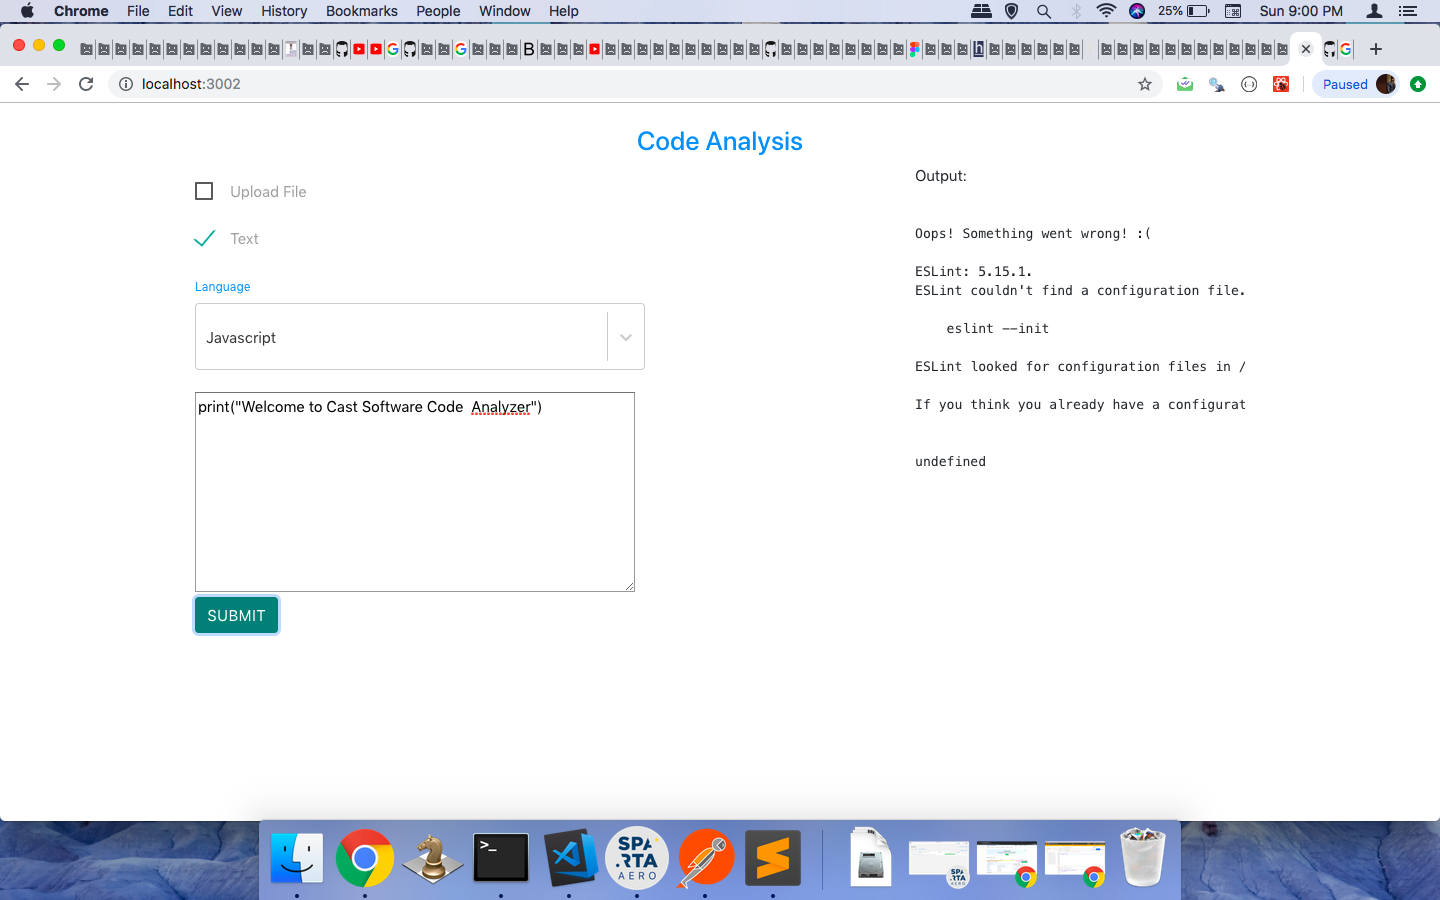 Chrome File Edit View History Bookmarks People Window Help
25% Sun 9:00 PM
localhost:3002
Paused
Code Analysis
Upload File
Text
Language
Javascript
print("Welcome to Cast Software Code  Analyzer")
SUBMIT
Output:
Oops! Something went wrong! :(
ESLint: 5.15.1.
ESLint couldn't find a configuration file.
eslint --init
ESLint looked for configuration files in /
If you think you already have a configurat
undefined
>_
SPA
.RTA
AERO
SPA
.RTA
AERO